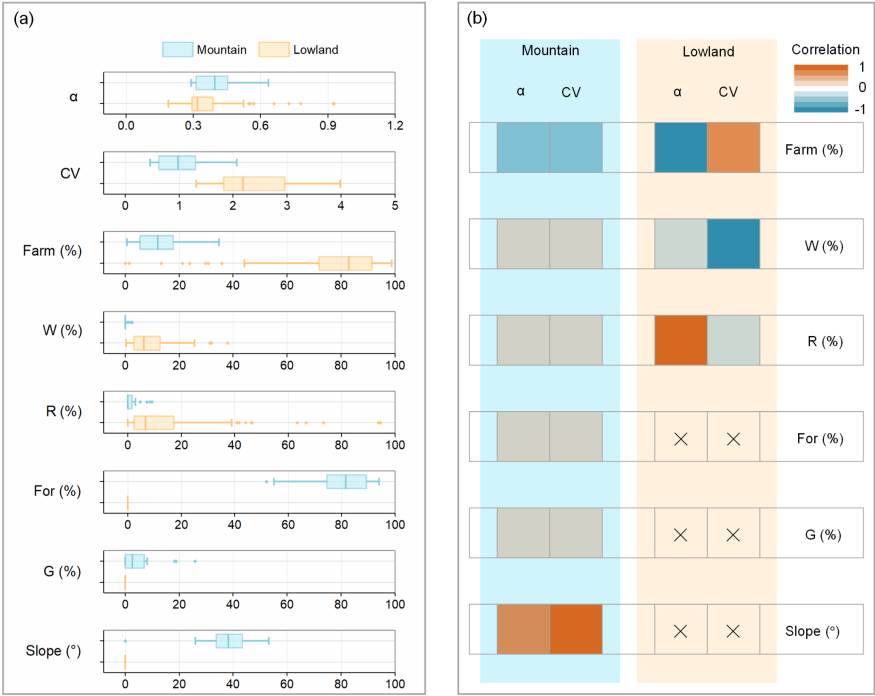 (a)
Mountain Lowland
α
0.0 0.3 0.6 0.9 1.2
CV
0 1 2 3 4 5
Farm (%)
0 20 40 60 80 100
W (%)
0 20 40 60 80 100
R (%)
0 20 40 60 80 100
For (%)
0 20 40 60 80 100
G (%)
0 20 40 60 80 100
Slope (°)
0 20 40 60 80 100
(b)
Mountain Lowland Correlation
1
0
-1
α CV α CV
Farm (%)
W (%)
R (%)
For (%)
G (%)
Slope (°)